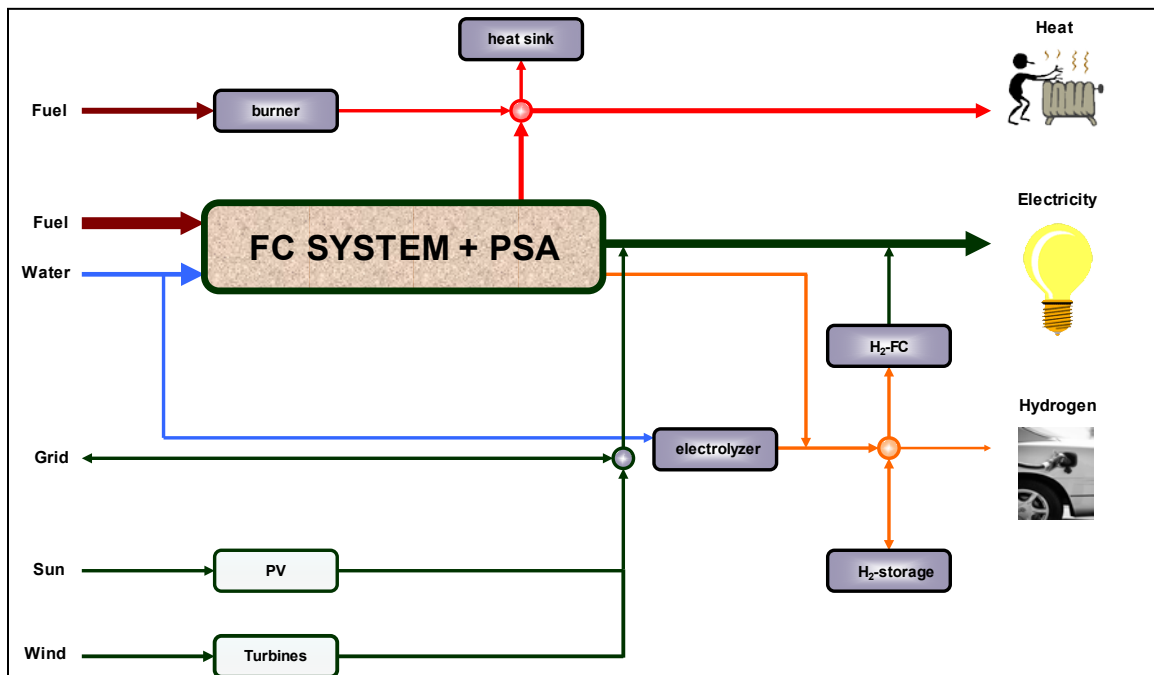 heat sink
Heat
Fuel
burner
Fuel
FC SYSTEM + PSA
Electricity
Water
H₂-FC
Hydrogen
Grid
electrolyzer
Sun
PV
H₂-storage
Wind
Turbines